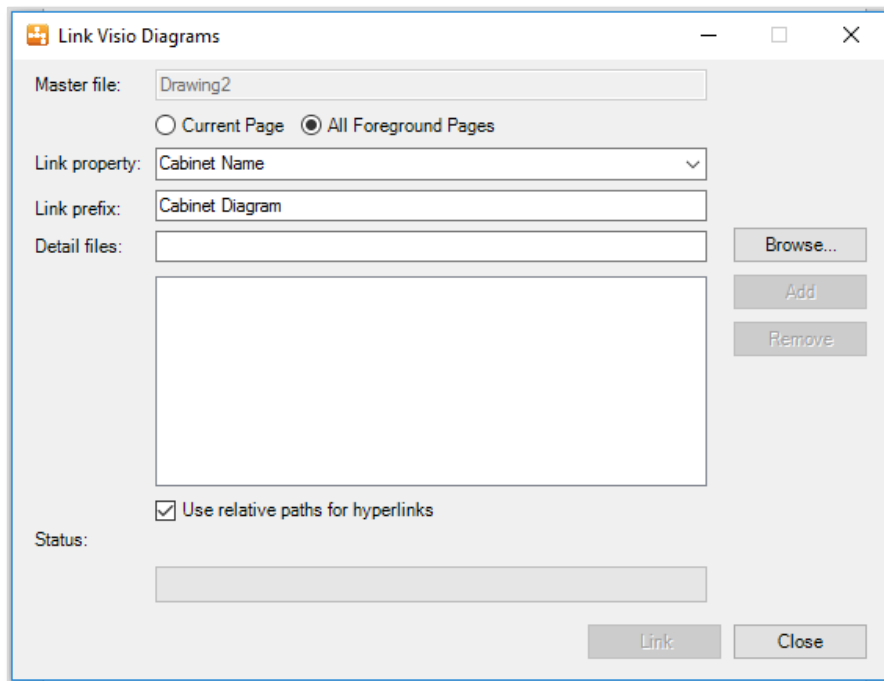 Link Visio Diagrams
Master file: Drawing2
Current Page All Foreground Pages
Link property: Cabinet Name
Link prefix: Cabinet Diagram
Detail files: Browse...
Add
Remove
Use relative paths for hyperlinks
Status:
Link Close